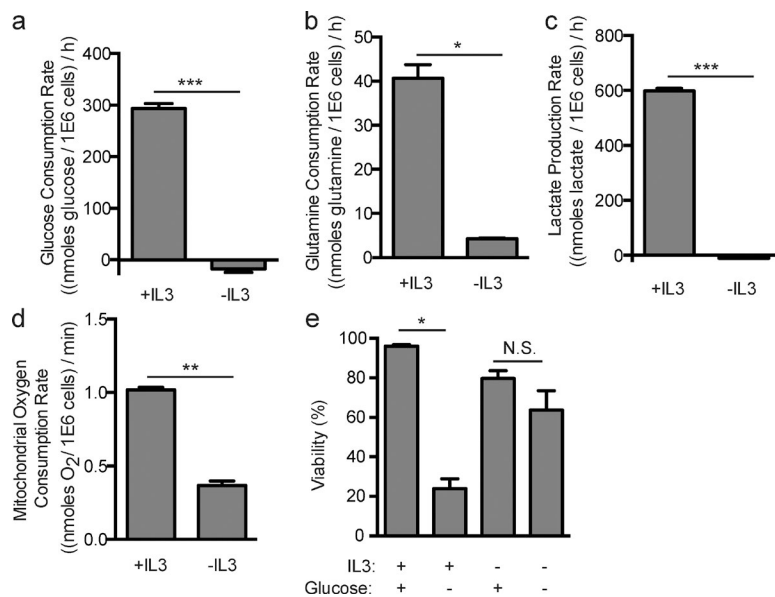 a
Glucose Consumption Rate
((nmoles glucose / 1E6 cells) / h)
400
300
200
100
0
-100
***
+IL3 -IL3
b
Glutamine Consumption Rate
((nmoles glutamine / 1E6 cells) / h)
50
40
30
20
10
0
*
+IL3 -IL3
c
Lactate Production Rate
((nmoles lactate / 1E6 cells) / h)
800
600
400
200
0
***
+IL3 -IL3
d
Mitochondrial Oxygen
Consumption Rate
((nmoles O2/ 1E6 cells) / min)
1.5
1.0
0.5
0.0
**
+IL3 -IL3
e
Viability (%)
100
80
60
40
20
0
*
N.S.
IL3: + + - -
Glucose: + - + -